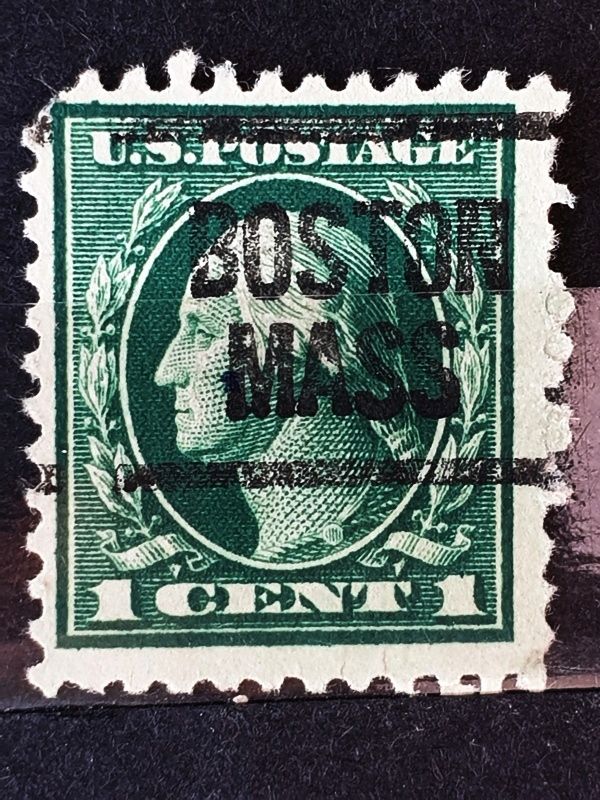 U.S. POSTAGE
BOSTON
MASS
1 CENT 1